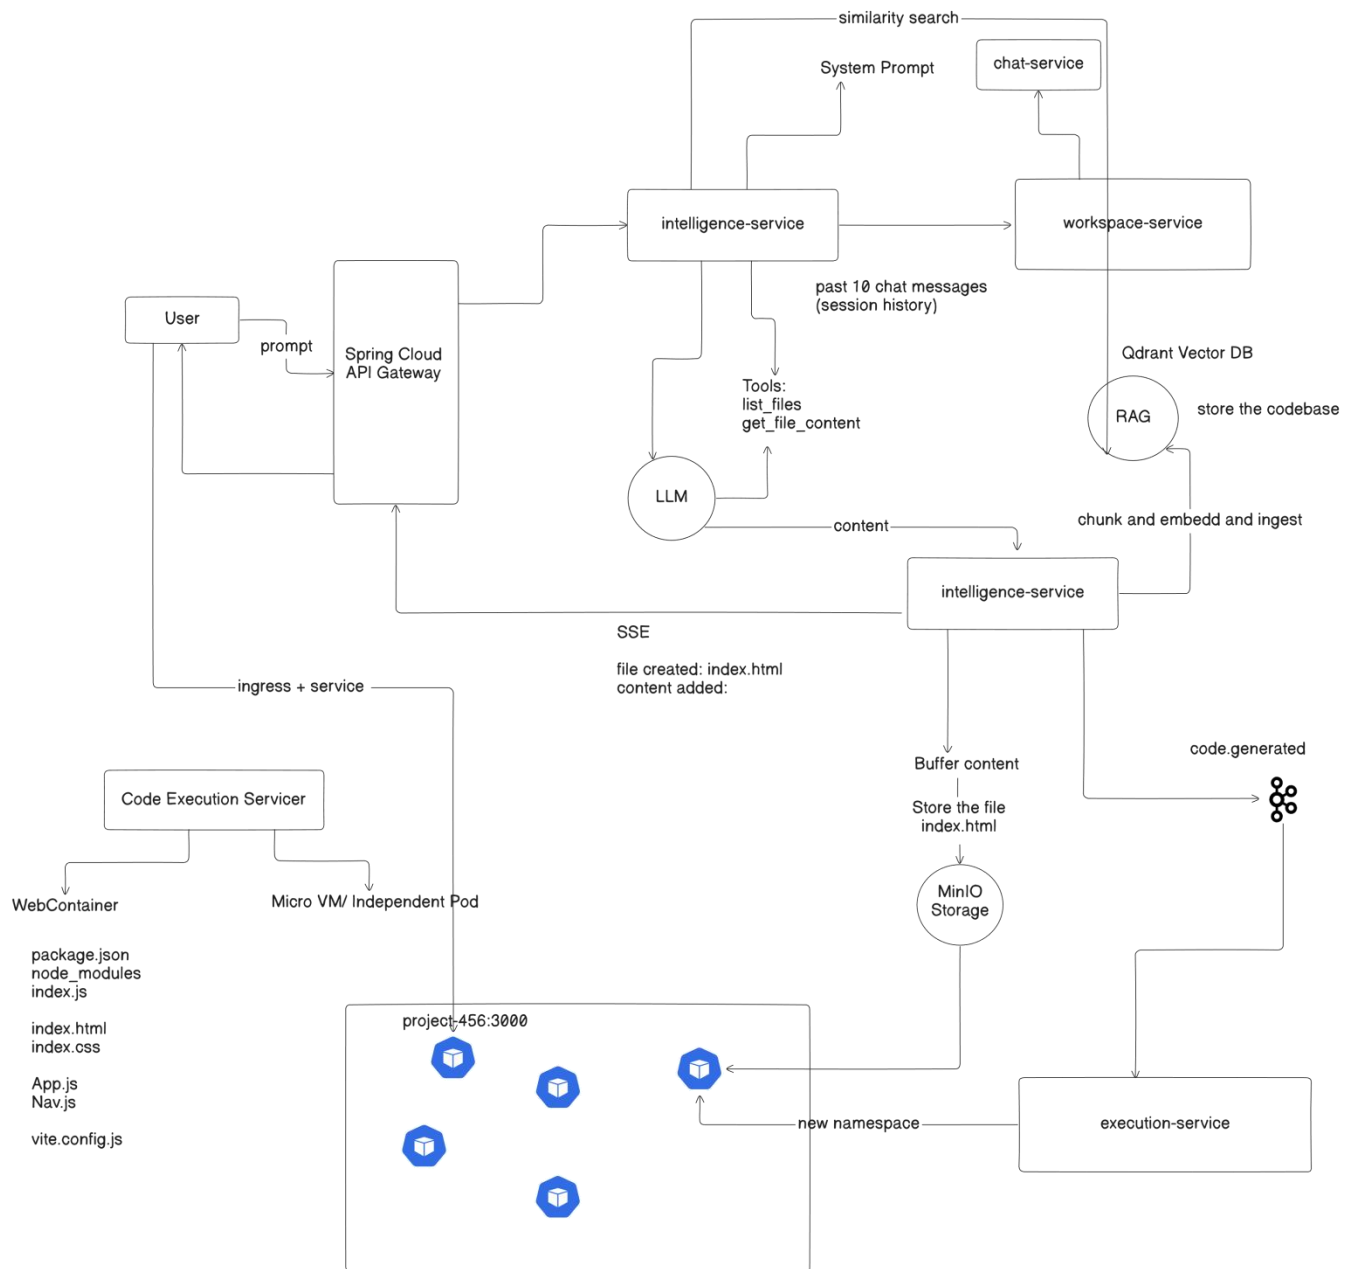 similarity search
System Prompt
chat-service
intelligence-service
workspace-service
past 10 chat messages
(session history)
User
prompt
Spring Cloud
API Gateway
Qdrant Vector DB
Tools:
list_files
get_file_content
RAG
store the codebase
LLM
content
chunk and embedd and ingest
intelligence-service
SSE
file created: index.html
content added:
ingress + service
code.generated
Buffer content
Store the file
index.html
Code Execution Servicer
MinIO
Storage
WebContainer
Micro VM/ Independent Pod
package.json
node_modules
index.js
index.html
index.css
App.js
Nav.js
vite.config.js
project-456:3000
new namespace
execution-service